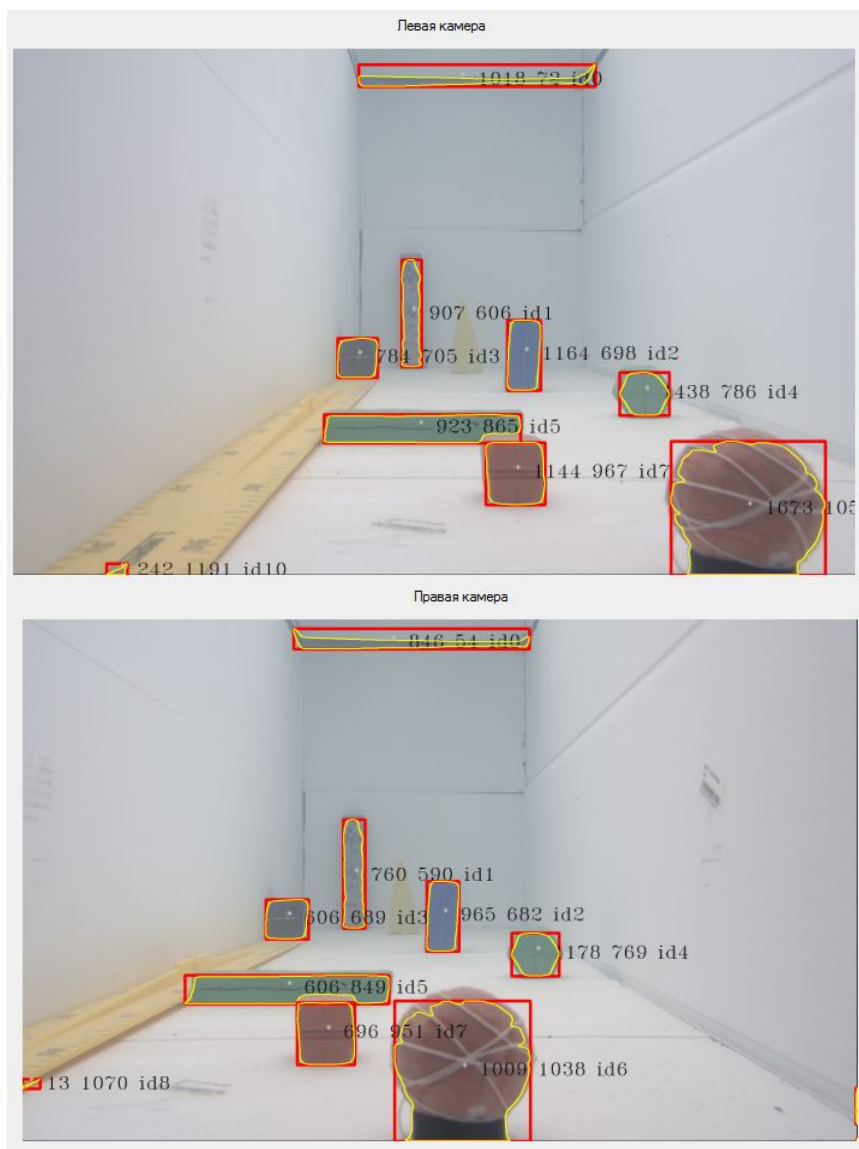 Левая камера
1018 72 id0
907 606 id1
784 705 id3
1164 698 id2
438 786 id4
923 865 id5
1144 967 id7
1673 105
242 1191 id10
Правая камера
846 54 id0
760 590 id1
606 689 id3
965 682 id2
178 769 id4
606 849 id5
696 951 id7
1009 1038 id6
13 1070 id8